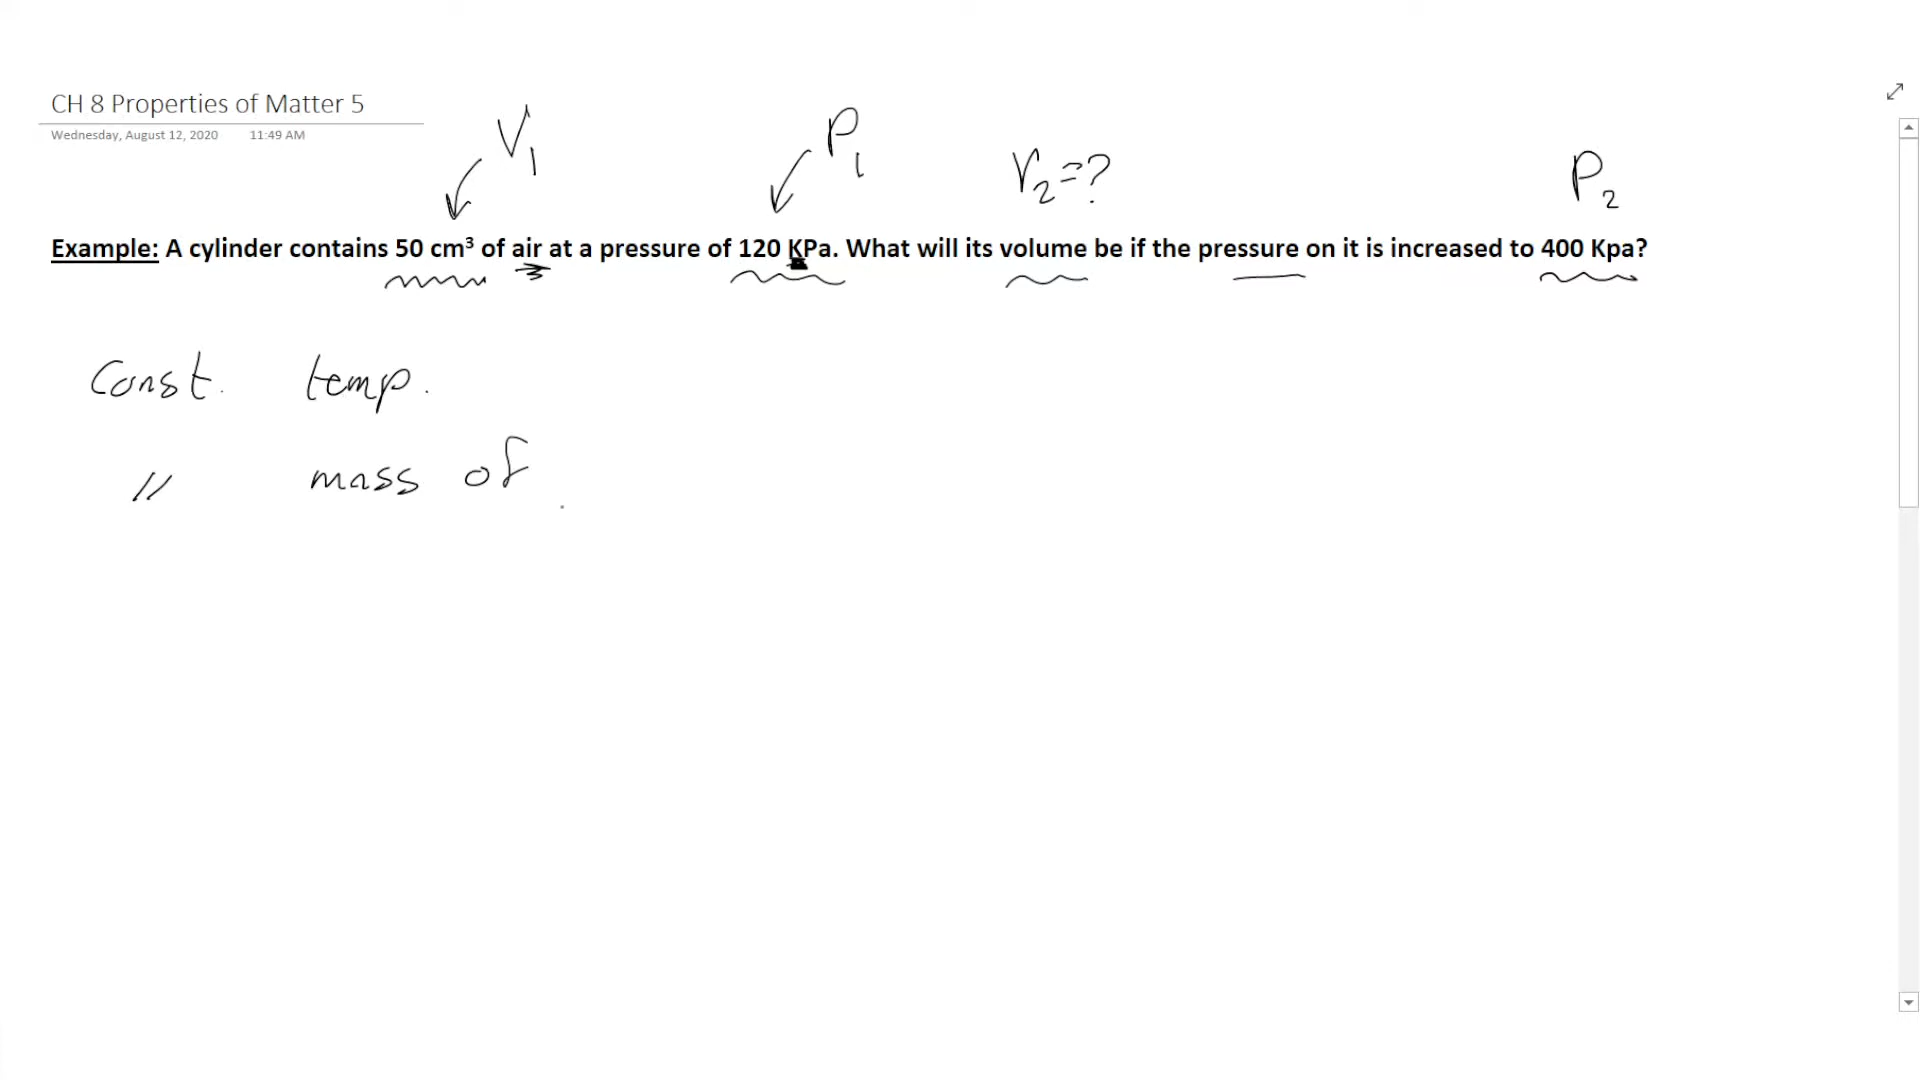 CH 8 Properties of Matter 5
Wednesday, August 12, 2020 11:49 AM
V1 P1 V2=? P2
Example: A cylinder contains 50 cm³ of air at a pressure of 120 KPa. What will its volume be if the pressure on it is increased to 400 Kpa?
Const. temp.
// mass of